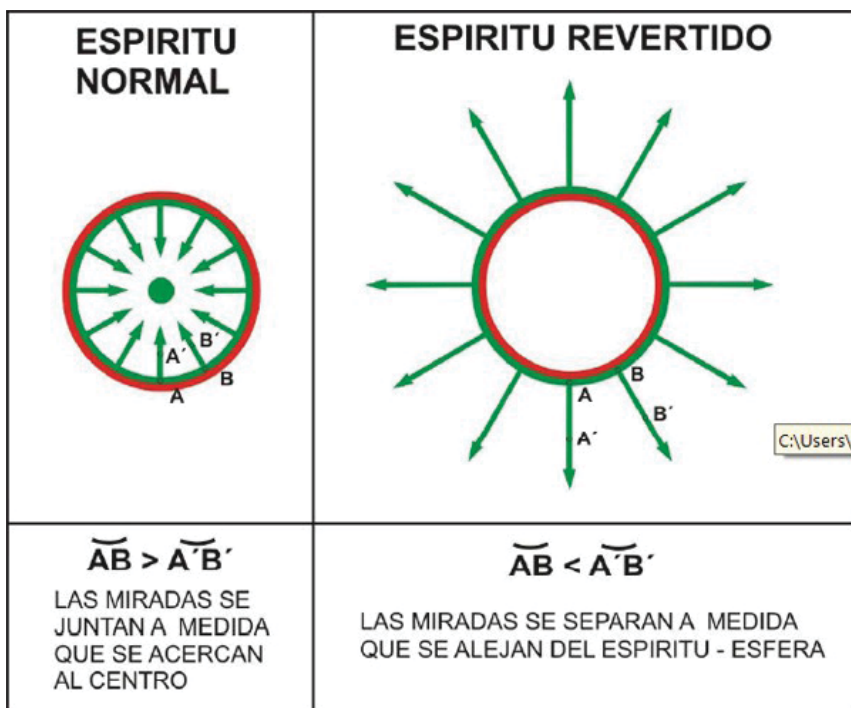 ESPIRITU
NORMAL
ESPIRITU REVERTIDO
B´
A´
B
A
A
B
B´
A´
C:\Users\
AB > A´B´
LAS MIRADAS SE
JUNTAN A MEDIDA
QUE SE ACERCAN
AL CENTRO
AB < A´B´
LAS MIRADAS SE SEPARAN A MEDIDA
QUE SE ALEJAN DEL ESPIRITU - ESFERA